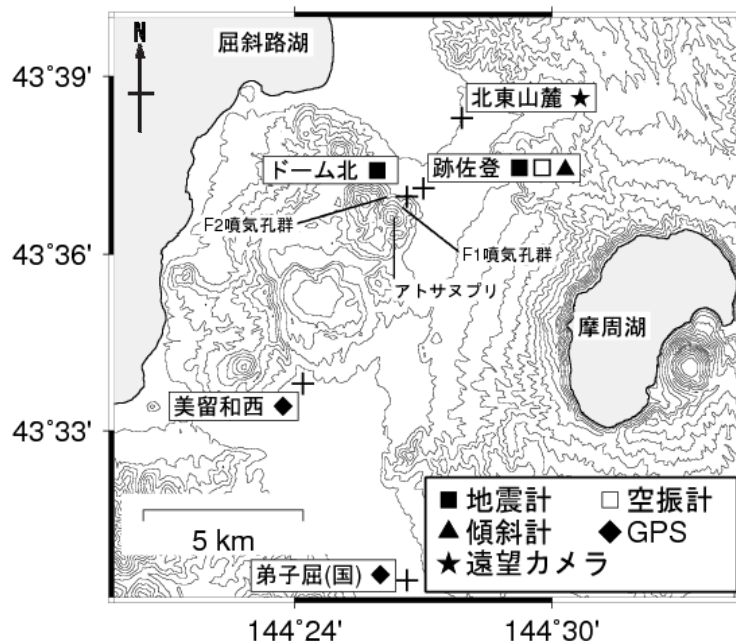 N
屈斜路湖
43°39'
北東山麓 ★
ドーム北 ■
跡佐登 ■□▲
F2噴気孔群
43°36'
F1噴気孔群
アトサヌプリ
摩周湖
美留和西 ◆
43°33'
■ 地震計 □ 空振計
▲ 傾斜計 ◆ GPS
★ 遠望カメラ
5 km
弟子屈(国) ◆
144°24' 144°30'